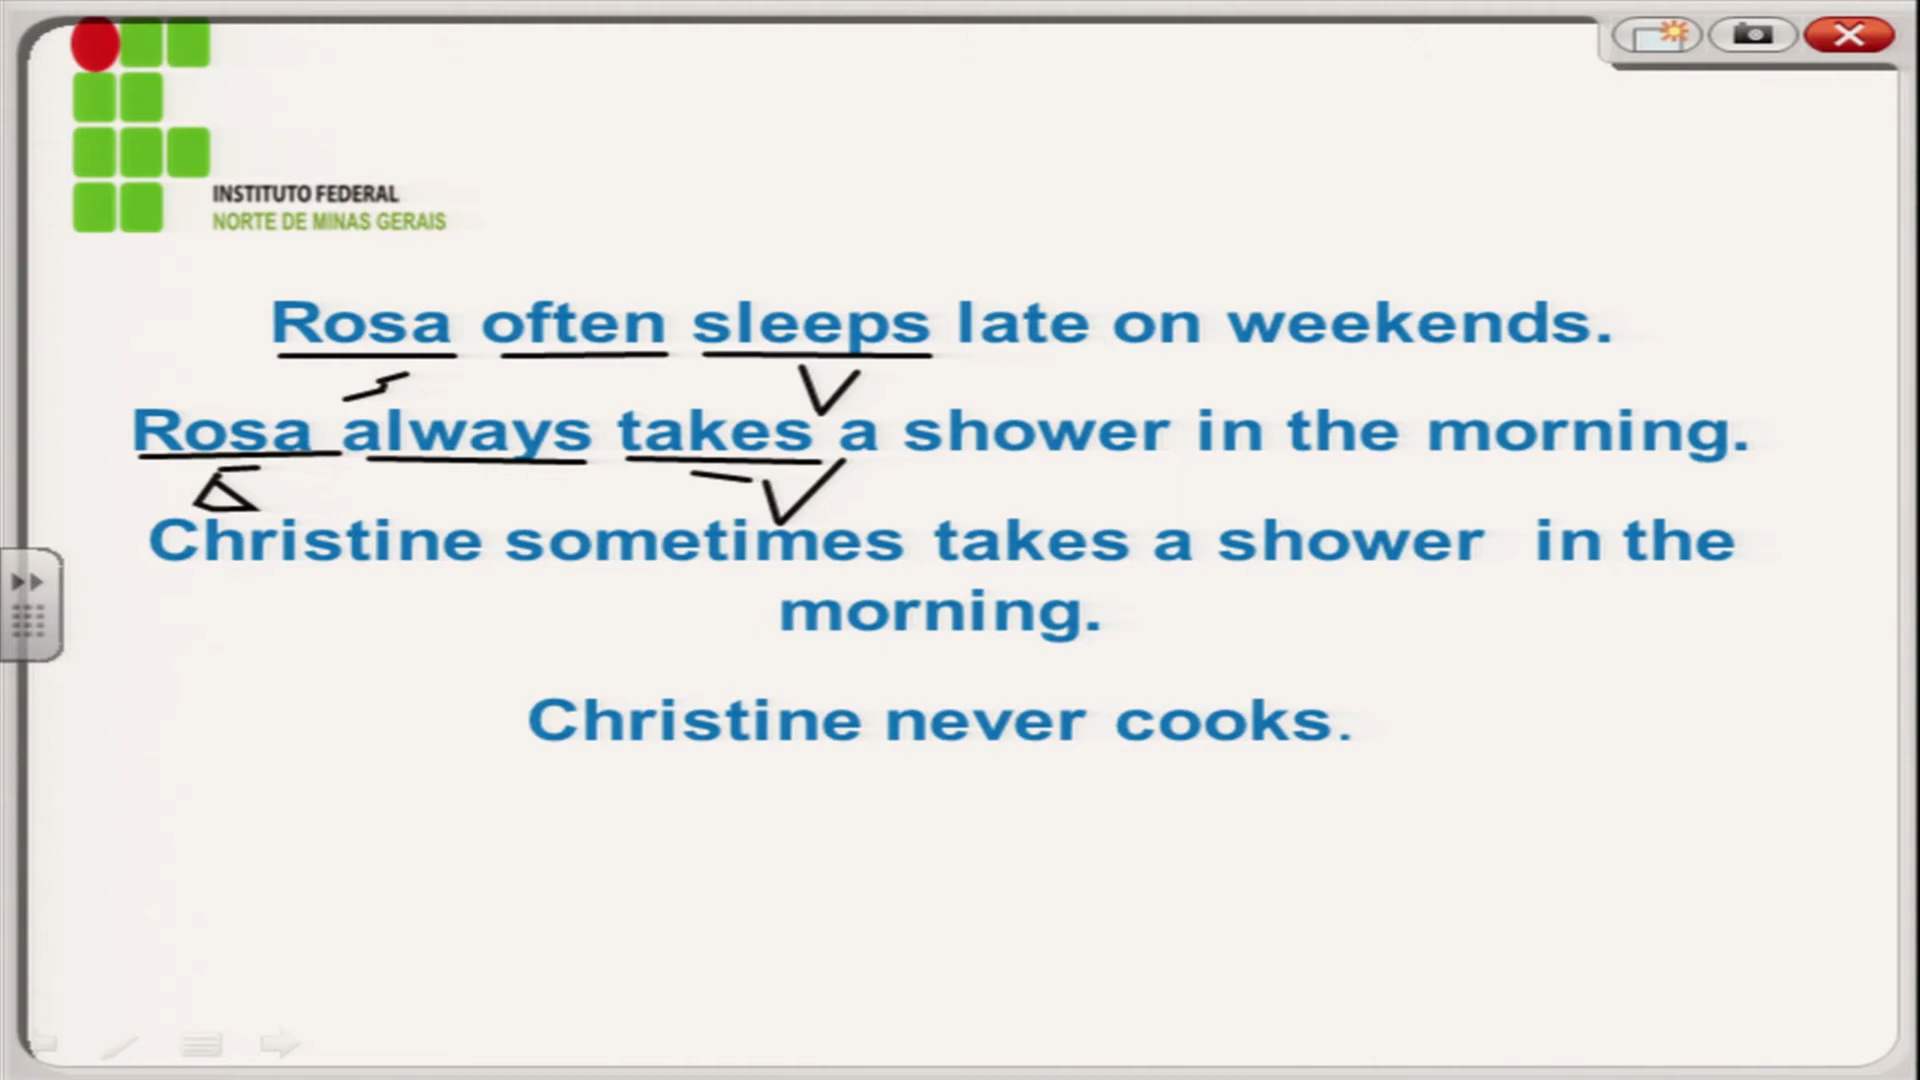 INSTITUTO FEDERAL
NORTE DE MINAS GERAIS
Rosa often sleeps late on weekends.
Rosa always takes a shower in the morning.
Christine sometimes takes a shower in the
morning.
Christine never cooks.